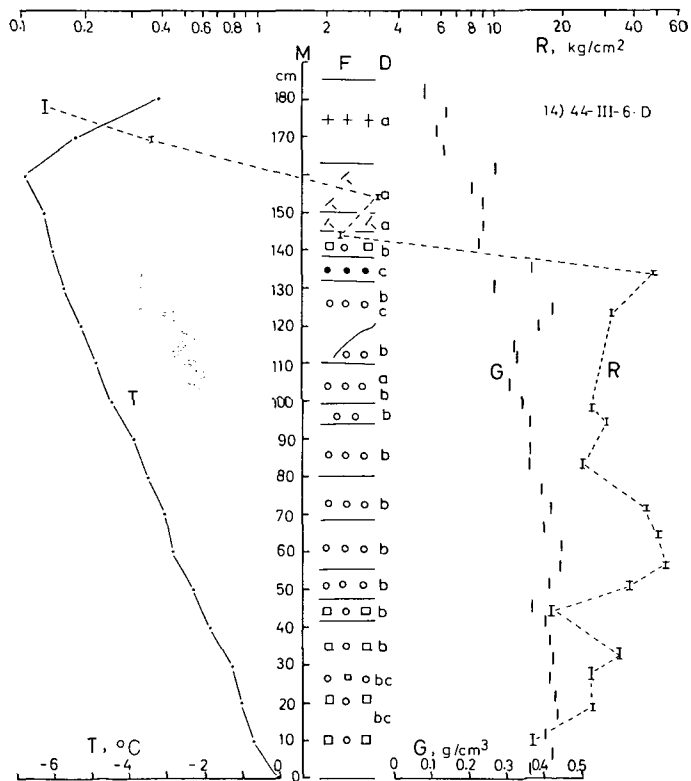 0.1 0.2 0.4 0.6 0.8 1 2 4 6 8 10 20 40 60
R, kg/cm2
M F D
cm
14) 44-III-6-D
180
170
160
150
140
130
120
110
100
90
80
70
60
50
40
30
20
10
0
a
a
a
b
c
b
c
b
a
b
b
b
b
b
b
b
b
bc
bc
T
G
R
T, °C
-6 -4 -2 0
G, g/cm3
0 0.1 0.2 0.3 0.4 0.5